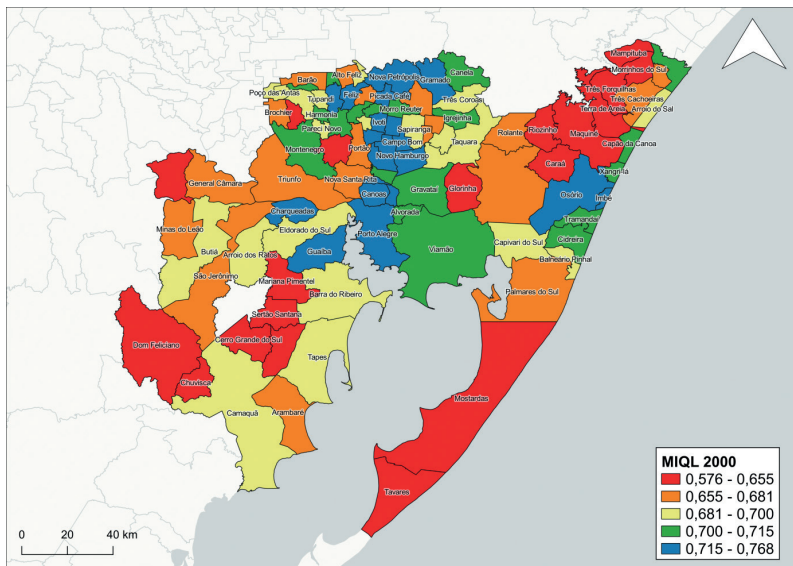 Mampituba
Morrinhos do Sul
Três Forquilhas
Três Cachoeiras
Terra de Areia
Arroio do Sal
Nova Petrópolis
Gramado
Canela
Alto Feliz
Barão
Poço das Antas
Tupandi
Feliz
Picada Café
Três Coroas
Brochier
Harmonia
Morro Reuter
Igrejinha
Pareci Novo
Ivoti
Sapiranga
Campo Bom
Taquara
Rolante
Riozinho
Maquiné
Capão da Canoa
Montenegro
Portão
Novo Hamburgo
Caraá
Xangri-lá
General Câmara
Triunfo
Nova Santa Rita
Canoas
Gravataí
Glorinha
Osório
Imbé
Charqueadas
Alvorada
Tramandaí
Minas do Leão
Butiá
Eldorado do Sul
Porto Alegre
Cidreira
Arroio dos Ratos
Guaíba
Viamão
Capivari do Sul
Balneário Pinhal
São Jerônimo
Mariana Pimentel
Barra do Ribeiro
Palmares do Sul
Sertão Santana
Dom Feliciano
Cerro Grande do Sul
Tapes
Chuvisca
Mostardas
Camaquã
Arambaré
Tavares
MIQL 2000
0,576 - 0,655
0,655 - 0,681
0,681 - 0,700
0,700 - 0,715
0,715 - 0,768
0 20 40 km